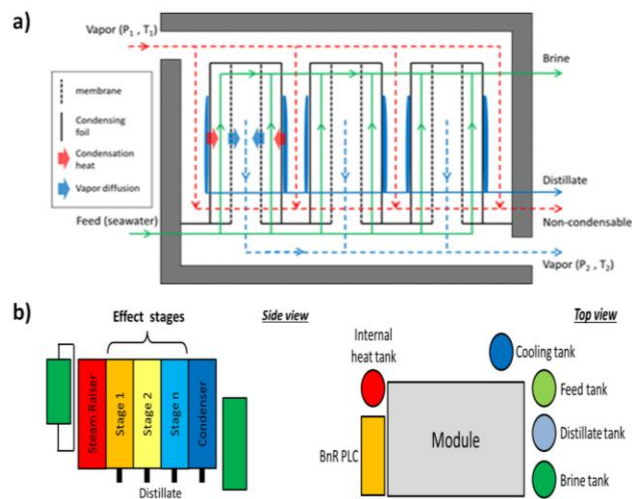 a)
Vapor (P1 , T1)
Brine
membrane
Condensing
foil
Condensation
heat
Vapor diffusion
Distillate
Feed (seawater)
Non-condensable
Vapor (P2 , T2)
b)
Effect stages
Side view
Top view
Steam Raiser
Stage 1
Stage 2
Stage n
Condenser
Distillate
Internal
heat tank
Cooling tank
Feed tank
BnR PLC
Module
Distillate tank
Brine tank